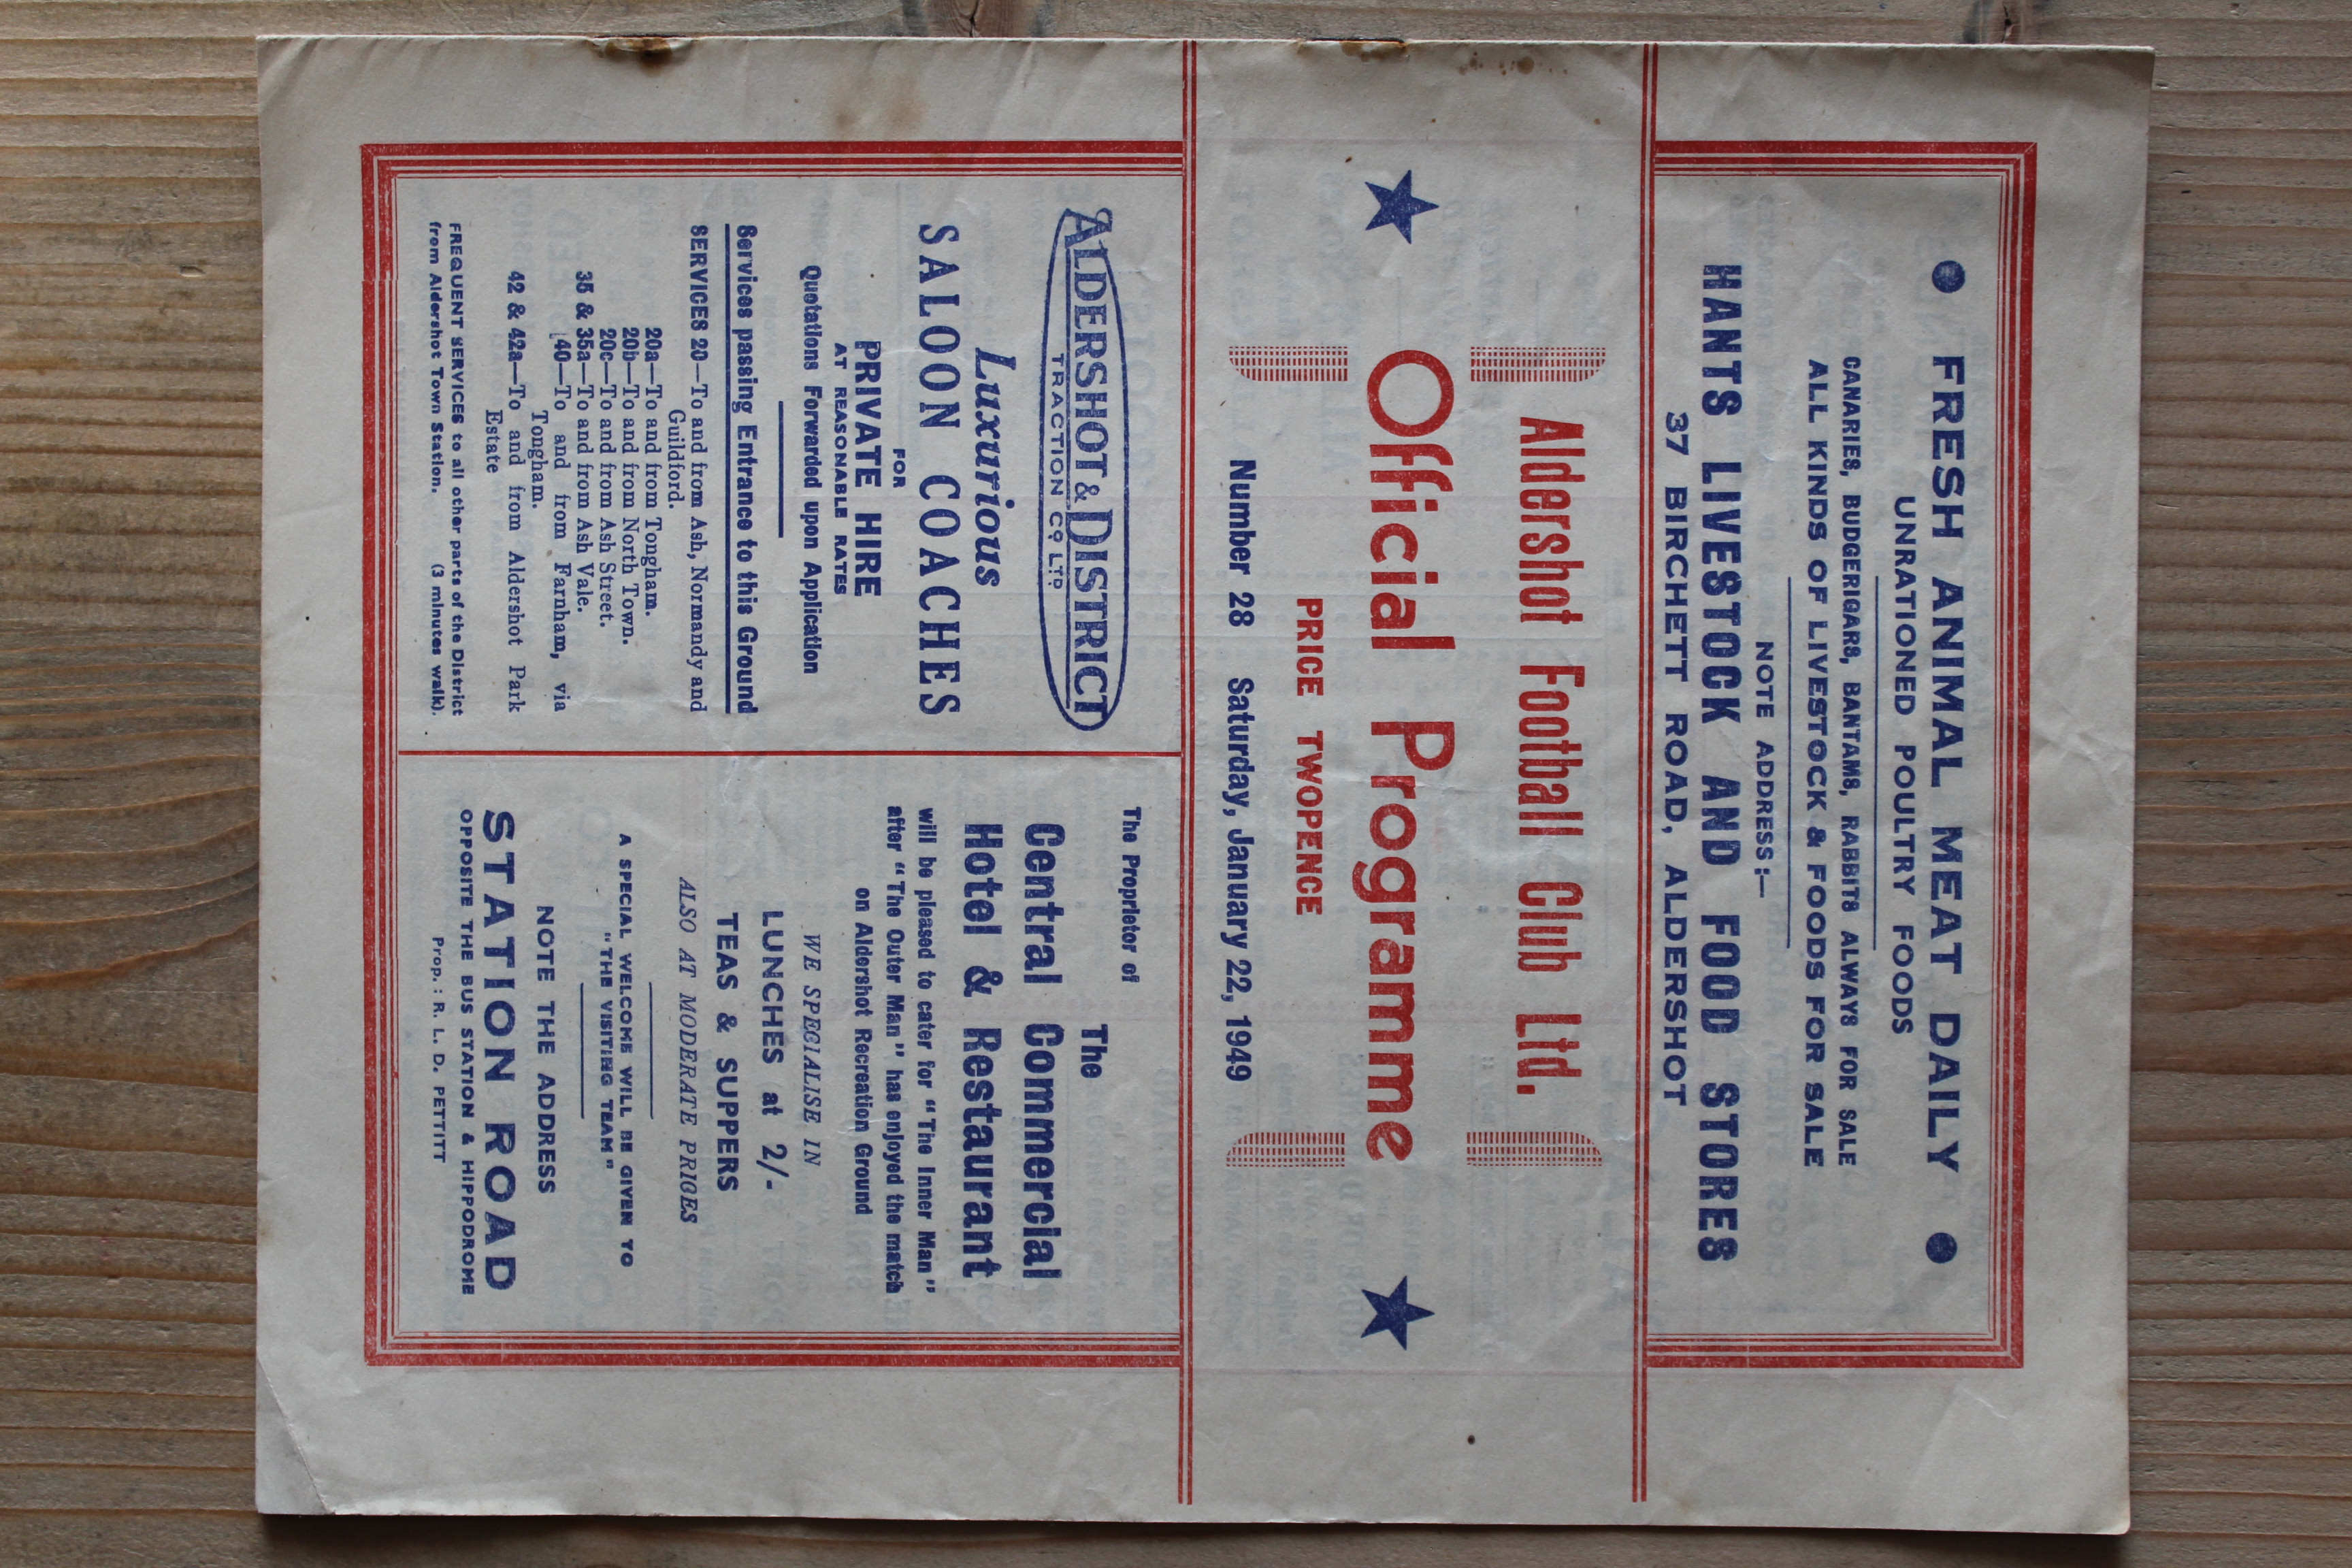 ● FRESH ANIMAL MEAT DAILY ●
UNRATIONED POULTRY FOODS
CANARIES, BUDGERIGARS, BANTAMS, RABBITS ALWAYS FOR SALE
ALL KINDS OF LIVESTOCK & FOODS FOR SALE
NOTE ADDRESS:—
HANTS LIVESTOCK AND FOOD STORES
37 BIRCHETT ROAD, ALDERSHOT
Aldershot Football Club Ltd.
Official Programme
PRICE TWOPENCE
Number 28 Saturday, January 22, 1949
ALDERSHOT & DISTRICT
TRACTION CO LTD
Luxurious
SALOON COACHES
FOR
PRIVATE HIRE
AT REASONABLE RATES
Quotations Forwarded upon Application
Services passing Entrance to this Ground
SERVICES 20—To and from Ash, Normandy and
Guildford.
20a—To and from Tongham.
20b—To and from North Town.
20c—To and from Ash Street.
35 & 35a—To and from Ash Vale.
40—To and from Farnham, via
Tongham.
42 & 42a—To and from Aldershot Park
Estate
FREQUENT SERVICES to all other parts of the District
from Aldershot Town Station. (3 minutes walk).
The Proprietor of
The
Central Commercial
Hotel & Restaurant
will be pleased to cater for "The Inner Man"
after "The Outer Man" has enjoyed the match
on Aldershot Recreation Ground
WE SPECIALISE IN
LUNCHES at 2/-
TEAS & SUPPERS
ALSO AT MODERATE PRICES
A SPECIAL WELCOME WILL BE GIVEN TO
"THE VISITING TEAM"
NOTE THE ADDRESS
STATION ROAD
OPPOSITE THE BUS STATION & HIPPODROME
Prop.: R. L. D. PETTITT